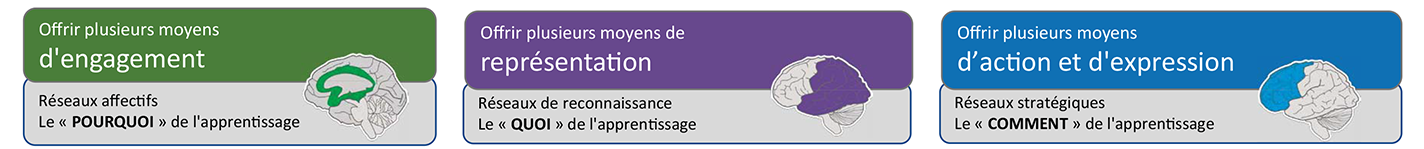 Offrir plusieurs moyens
d'engagement
Réseaux affectifs
Le « POURQUOI » de l'apprentissage
Offrir plusieurs moyens de
représentation
Réseaux de reconnaissance
Le « QUOI » de l'apprentissage
Offrir plusieurs moyens
d’action et d'expression
Réseaux stratégiques
Le « COMMENT » de l'apprentissage